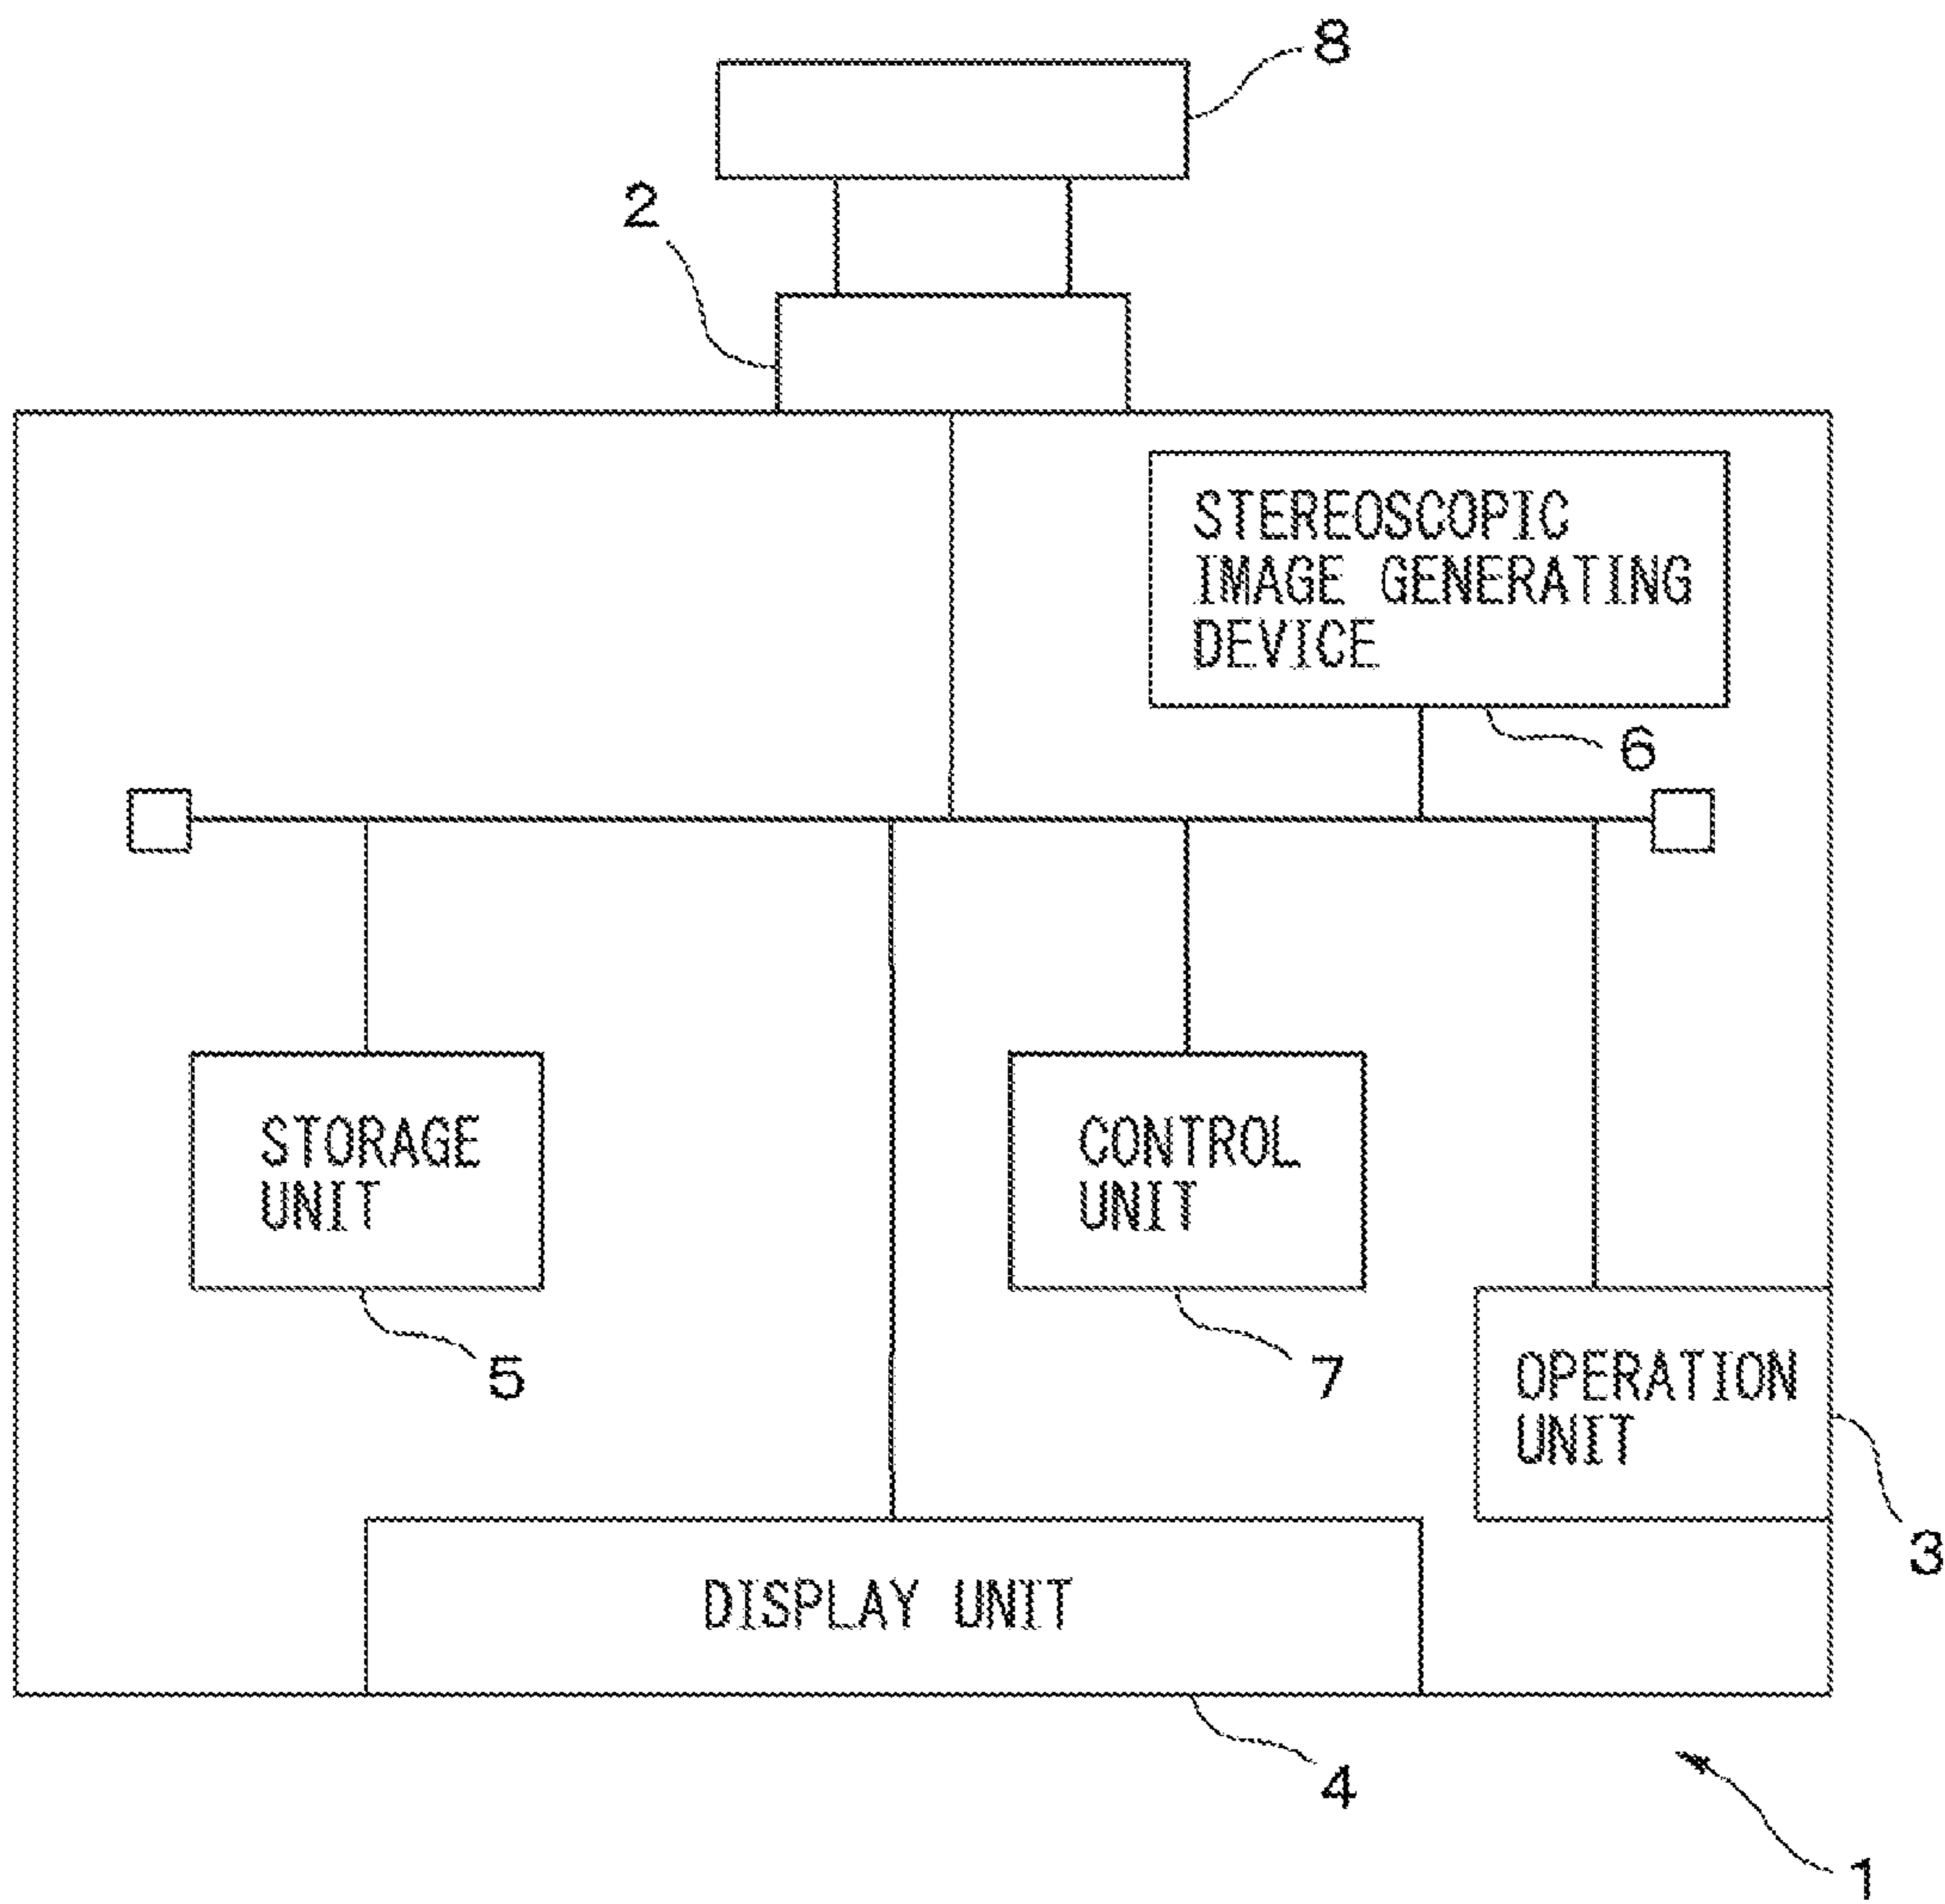 8
2
STEREOSCOPIC
IMAGE GENERATING
DEVICE
6
STORAGE
UNIT
CONTROL
UNIT
5
7
OPERATION
UNIT
3
DISPLAY UNIT
4
1